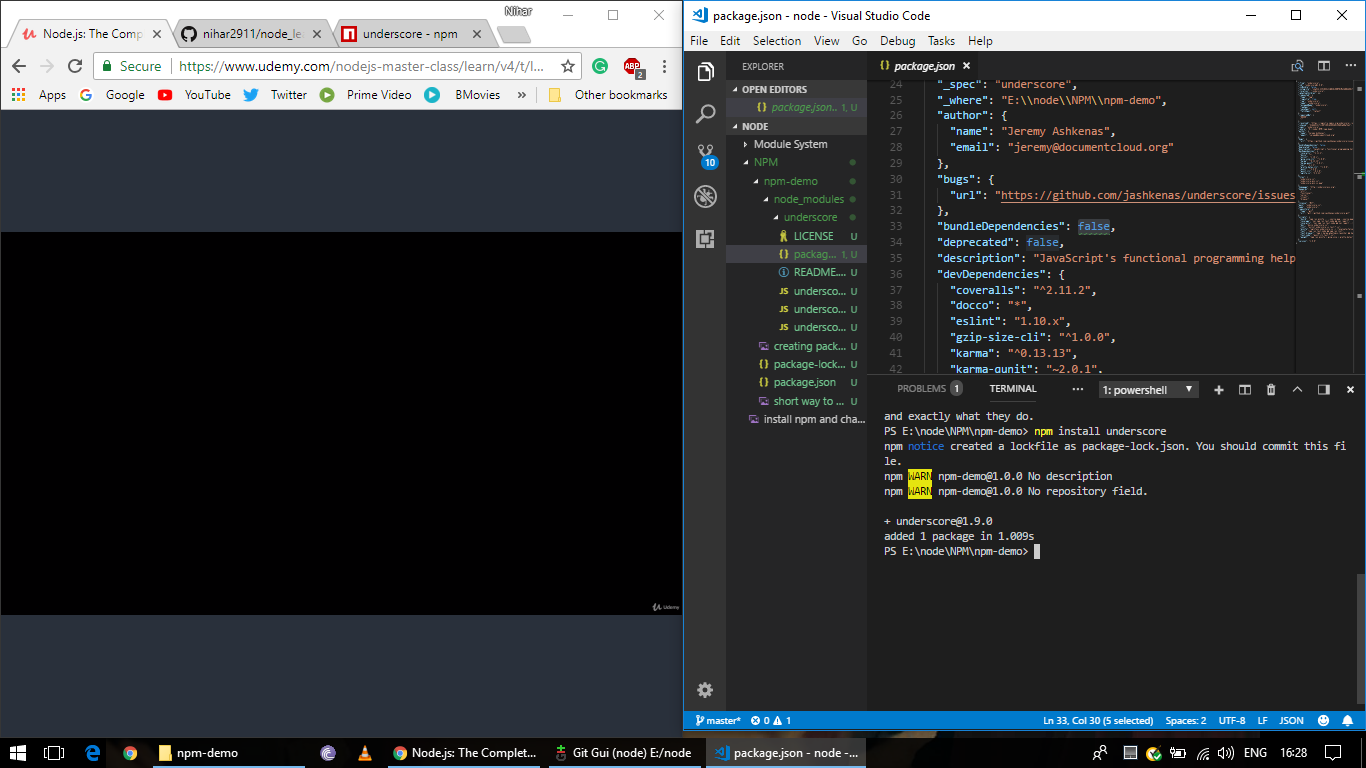 Nihar
Node.js: The Comp
nihar2911/node_le
underscore - npm
Secure
https://www.udemy.com/nodejs-master-class/learn/v4/t/l...
ABP
2
Apps
Google
YouTube
Twitter
Prime Video
BMovies
»
Other bookmarks
Udemy
package.json - node - Visual Studio Code
File Edit Selection View Go Debug Tasks Help
EXPLORER
OPEN EDITORS
{} package.json... 1, U
NODE
Module System
NPM
npm-demo
node_modules
underscore
LICENSE U
{} packag... 1, U
README.... U
JS undersco... U
JS undersco... U
JS undersco... U
creating pack... U
{} package-lock... U
{} package.json U
short way to ... U
install npm and cha...
10
{} package.json
24 "_spec": "underscore",
25 "_where": "E:\\node\\NPM\\npm-demo",
26 "author": {
27 "name": "Jeremy Ashkenas",
28 "email": "jeremy@documentcloud.org"
29 },
30 "bugs": {
31 "url": "https://github.com/jashkenas/underscore/issues
32 },
33 "bundleDependencies": false,
34 "deprecated": false,
35 "description": "JavaScript's functional programming help
36 "devDependencies": {
37 "coveralls": "^2.11.2",
38 "docco": "*",
39 "eslint": "1.10.x",
40 "gzip-size-cli": "^1.0.0",
41 "karma": "^0.13.13",
42 "karma-qunit": "~2.0.1",
PROBLEMS 1 TERMINAL ··· 1: powershell
and exactly what they do.
PS E:\node\NPM\npm-demo> npm install underscore
npm notice created a lockfile as package-lock.json. You should commit this fi
le.
npm WARN npm-demo@1.0.0 No description
npm WARN npm-demo@1.0.0 No repository field.
+ underscore@1.9.0
added 1 package in 1.009s
PS E:\node\NPM\npm-demo>
master* 0 1
Ln 33, Col 30 (5 selected) Spaces: 2 UTF-8 LF JSON
npm-demo
Node.js: The Complet...
Git Gui (node) E:/node
package.json - node -...
ENG
16:28